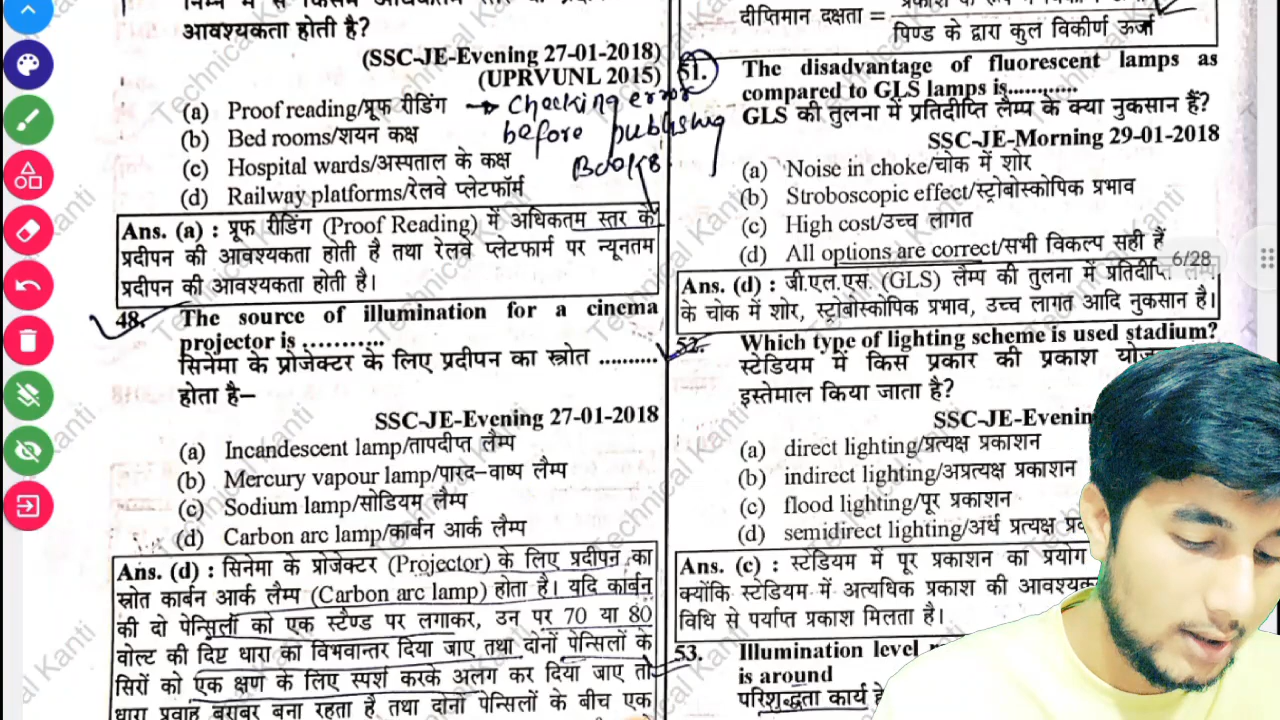 निम्न में से किसमें अधिकतम स्तर
आवश्यकता होती है?
(SSC-JE-Evening 27-01-2018)
(UPRVUNL 2015)
(a) Proof reading/प्रूफ रीडिंग → Checking error
before publishing
Books
(b) Bed rooms/शयन कक्ष
(c) Hospital wards/अस्पताल के कक्ष
(d) Railway platforms/रेलवे प्लेटफॉर्म
Ans. (a) : प्रूफ रीडिंग (Proof Reading) में अधिकतम स्तर के
प्रदीपन की आवश्यकता होती है तथा रेलवे प्लेटफार्म पर न्यूनतम
प्रदीपन की आवश्यकता होती है।
48. The source of illumination for a cinema
projector is ...........
सिनेमा के प्रोजेक्टर के लिए प्रदीपन का स्त्रोत ..........
होता है–
SSC-JE-Evening 27-01-2018
(a) Incandescent lamp/तापदीप्त लैम्प
(b) Mercury vapour lamp/पारद-वाष्प लैम्प
(c) Sodium lamp/सोडियम लैम्प
(d) Carbon arc lamp/कार्बन आर्क लैम्प
Ans. (d) : सिनेमा के प्रोजेक्टर (Projector) के लिए प्रदीपन का
स्त्रोत कार्बन आर्क लैम्प (Carbon arc lamp) होता है। यदि कार्बन
की दो पेन्सिलों को एक स्टैण्ड पर लगाकर, उन पर 70 या 80
वोल्ट की दिष्ट धारा का विभवान्तर दिया जाए तथा दोनों पेन्सिलों के
सिरों को एक क्षण के लिए स्पर्श करके अलग कर दिया जाए तो
धारा प्रवाह बराबर बना रहता है तथा दोनों पेन्सिलों के बीच एक
दीप्तिमान दक्षता =
पिण्ड के द्वारा कुल विकीर्ण ऊर्जा
51. The disadvantage of fluorescent lamps as
compared to GLS lamps is............
GLS की तुलना में प्रतिदीप्ति लैम्प के क्या नुकसान हैं?
SSC-JE-Morning 29-01-2018
(a) Noise in choke/चोक में शोर
(b) Stroboscopic effect/स्ट्रोबोस्कोपिक प्रभाव
(c) High cost/उच्च लागत
(d) All options are correct/सभी विकल्प सही हैं
6/28
Ans. (d) : जी.एल.एस. (GLS) लैम्प की तुलना में प्रतिदीप्ति लैम्प
के चोक में शोर, स्ट्रोबोस्कोपिक प्रभाव, उच्च लागत आदि नुकसान है।
52. Which type of lighting scheme is used stadium?
स्टेडियम में किस प्रकार की प्रकाश
इस्तेमाल किया जाता है?
(a) direct lighting/प्रत्यक्ष प्रकाशन
(b) indirect lighting/अप्रत्यक्ष प्रकाशन
(c) flood lighting/पूर प्रकाशन
(d) semidirect lighting/अर्ध प्रत्यक्ष
Ans. (c) : स्टेडियम में पूर प्रकाशन का प्रयोग
क्योंकि स्टेडियम में अत्यधिक प्रकाश की
विधि से पर्याप्त प्रकाश मिलता है।
53. Illumination level
is around
परिशुद्धता कार्य
Technical Kanti